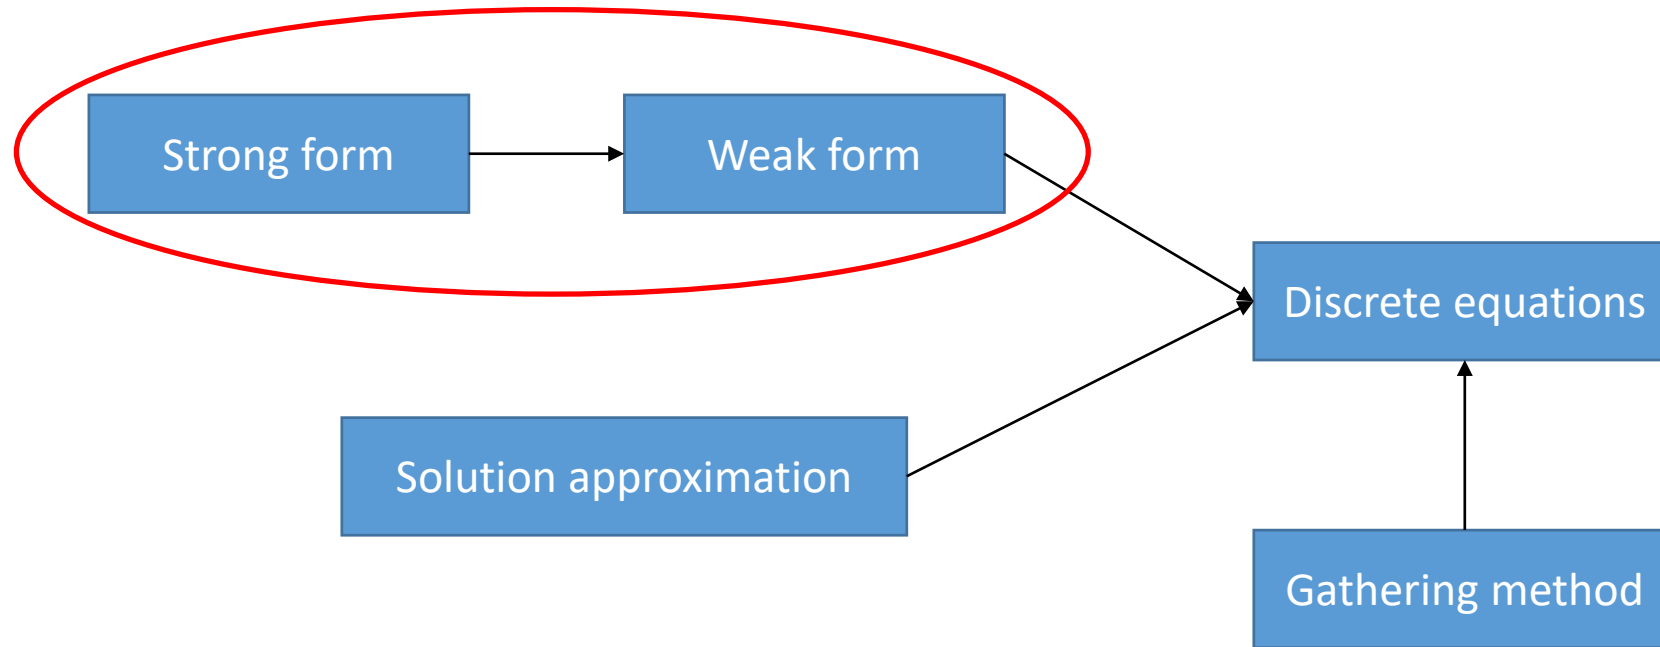 Strong form
Weak form
Discrete equations
Solution approximation
Gathering method